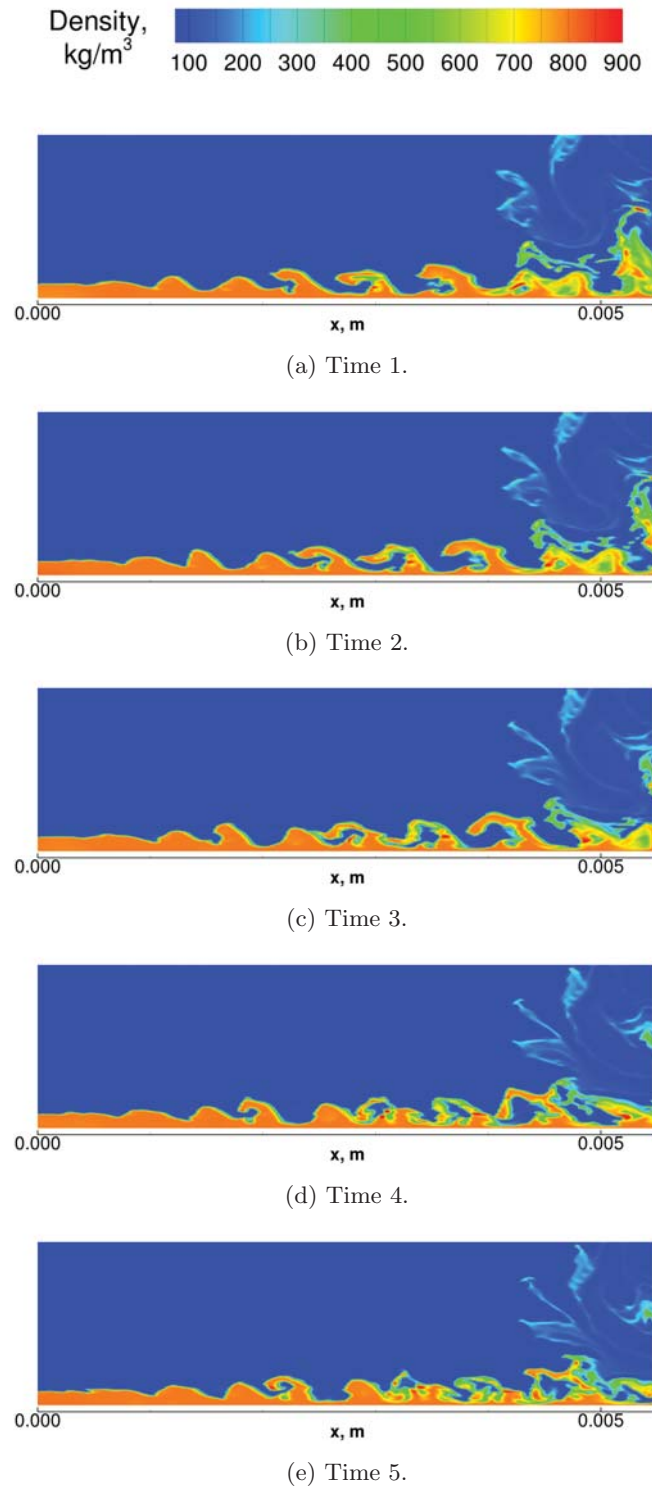 Density,
kg/m³
100 200 300 400 500 600 700 800 900
0.000 0.005
x, m
(a) Time 1.
0.000 0.005
x, m
(b) Time 2.
0.000 0.005
x, m
(c) Time 3.
0.000 0.005
x, m
(d) Time 4.
0.000 0.005
x, m
(e) Time 5.